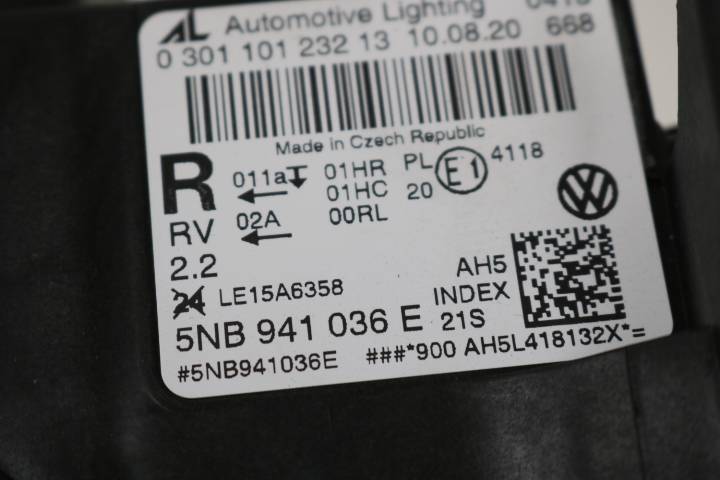 AL Automotive Lighting
0 301 101 232 13 10.08.20 668
Made in Czech Republic
R 011a 01HR PL E1 4118
01HC 20
RV 02A 00RL
2.2
24 LE15A6358 AH5
INDEX
5NB 941 036 E 21S
#5NB941036E ###*900 AH5L418132X*=